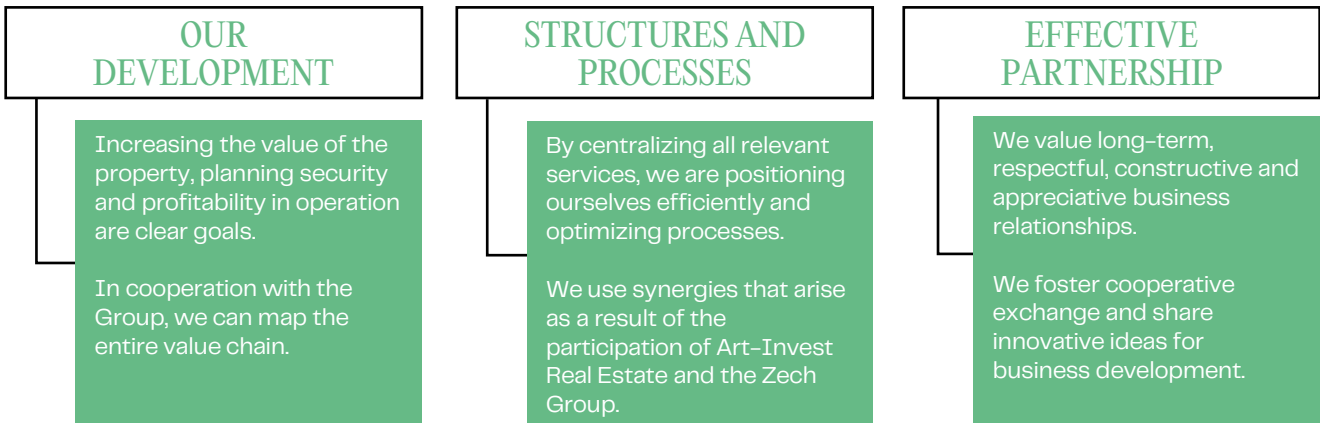 OUR
DEVELOPMENT
Increasing the value of the
property, planning security
and profitability in operation
are clear goals.
In cooperation with the
Group, we can map the
entire value chain.
STRUCTURES AND
PROCESSES
By centralizing all relevant
services, we are positioning
ourselves efficiently and
optimizing processes.
We use synergies that arise
as a result of the
participation of Art-Invest
Real Estate and the Zech
Group.
EFFECTIVE
PARTNERSHIP
We value long-term,
respectful, constructive and
appreciative business
relationships.
We foster cooperative
exchange and share
innovative ideas for
business development.